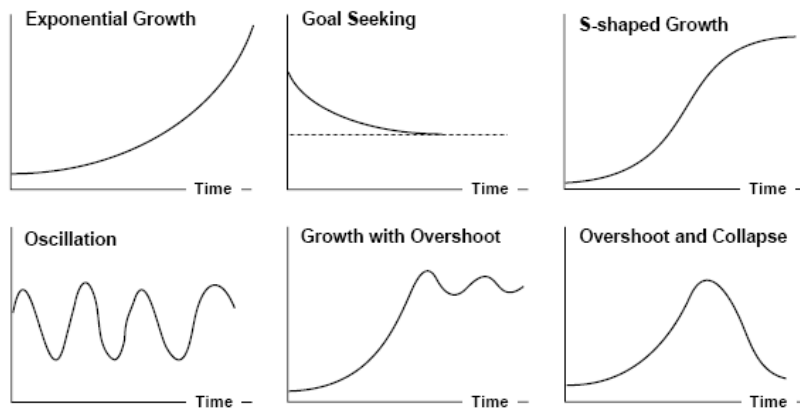 Exponential Growth
Goal Seeking
S-shaped Growth
Time
Time
Time
Oscillation
Growth with Overshoot
Overshoot and Collapse
Time
Time
Time